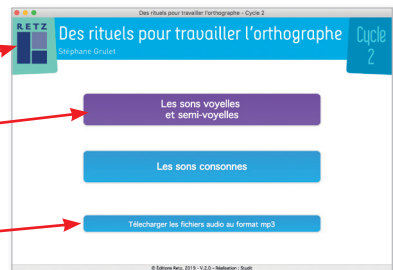 Des rituels pour travailler l'orthographe - Cycle 2
RETZ
Des rituels pour travailler l'orthographe
Stéphane Grulet
Cycle
2
Les sons voyelles
et semi-voyelles
Les sons consonnes
Télecharger les fichiers audio au format mp3
© Éditions Retz, 2019 - V.2.0 - Réalisation : Studit